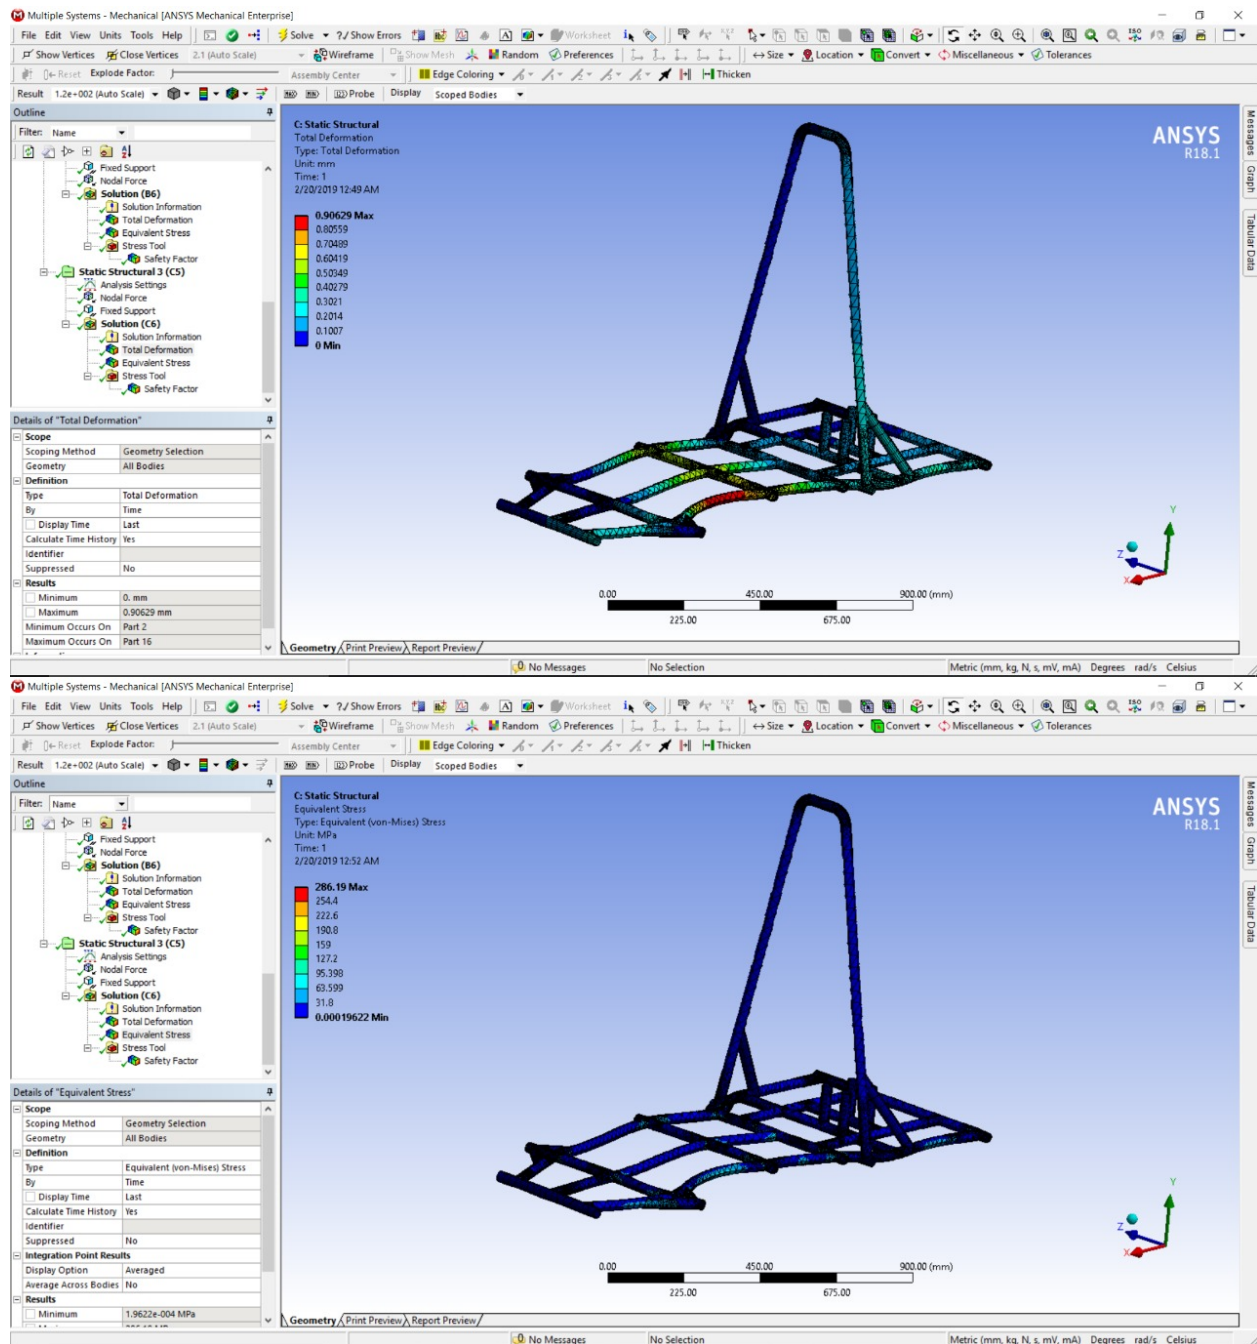 Multiple Systems - Mechanical [ANSYS Mechanical Enterprise]
File Edit View Units Tools Help Solve ?/ Show Errors Worksheet
Show Vertices Close Vertices 2.1 (Auto Scale) Wireframe Show Mesh Random Preferences Size Location Convert Miscellaneous Tolerances
Reset Explode Factor: Assembly Center Edge Coloring Thicken
Result 1.2e+002 (Auto Scale) Probe Display Scoped Bodies
Outline
Filter: Name
Fixed Support
Nodal Force
Solution (B6)
Solution Information
Total Deformation
Equivalent Stress
Stress Tool
Safety Factor
Static Structural 3 (C5)
Analysis Settings
Nodal Force
Fixed Support
Solution (C6)
Solution Information
Total Deformation
Equivalent Stress
Stress Tool
Safety Factor
Details of "Total Deformation"
Scope
Scoping Method Geometry Selection
Geometry All Bodies
Definition
Type Total Deformation
By Time
Display Time Last
Calculate Time History Yes
Identifier
Suppressed No
Results
Minimum 0. mm
Maximum 0.90629 mm
Minimum Occurs On Part 2
Maximum Occurs On Part 16
C: Static Structural
Total Deformation
Type: Total Deformation
Unit: mm
Time: 1
2/20/2019 12:49 AM
0.90629 Max
0.80559
0.70489
0.60419
0.50349
0.40279
0.3021
0.2014
0.1007
0 Min
ANSYS
R18.1
Messages
Graph
Tabular Data
Y
Z
X
0.00 450.00 900.00 (mm)
225.00 675.00
Geometry Print Preview Report Preview
No Messages No Selection Metric (mm, kg, N, s, mV, mA) Degrees rad/s Celsius
Multiple Systems - Mechanical [ANSYS Mechanical Enterprise]
File Edit View Units Tools Help Solve ?/ Show Errors Worksheet
Show Vertices Close Vertices 2.1 (Auto Scale) Wireframe Show Mesh Random Preferences Size Location Convert Miscellaneous Tolerances
Reset Explode Factor: Assembly Center Edge Coloring Thicken
Result 1.2e+002 (Auto Scale) Probe Display Scoped Bodies
Outline
Filter: Name
Fixed Support
Nodal Force
Solution (B6)
Solution Information
Total Deformation
Equivalent Stress
Stress Tool
Safety Factor
Static Structural 3 (C5)
Analysis Settings
Nodal Force
Fixed Support
Solution (C6)
Solution Information
Total Deformation
Equivalent Stress
Stress Tool
Safety Factor
Details of "Equivalent Stress"
Scope
Scoping Method Geometry Selection
Geometry All Bodies
Definition
Type Equivalent (von-Mises) Stress
By Time
Display Time Last
Calculate Time History Yes
Identifier
Suppressed No
Integration Point Results
Display Option Averaged
Average Across Bodies No
Results
Minimum 1.9622e-004 MPa
C: Static Structural
Equivalent Stress
Type: Equivalent (von-Mises) Stress
Unit: MPa
Time: 1
2/20/2019 12:52 AM
286.19 Max
254.4
222.6
190.8
159
127.2
95.398
63.599
31.8
0.00019622 Min
ANSYS
R18.1
Messages
Graph
Tabular Data
Y
Z
X
0.00 450.00 900.00 (mm)
225.00 675.00
Geometry Print Preview Report Preview
No Messages No Selection Metric (mm, kg, N, s, mV, mA) Degrees rad/s Celsius